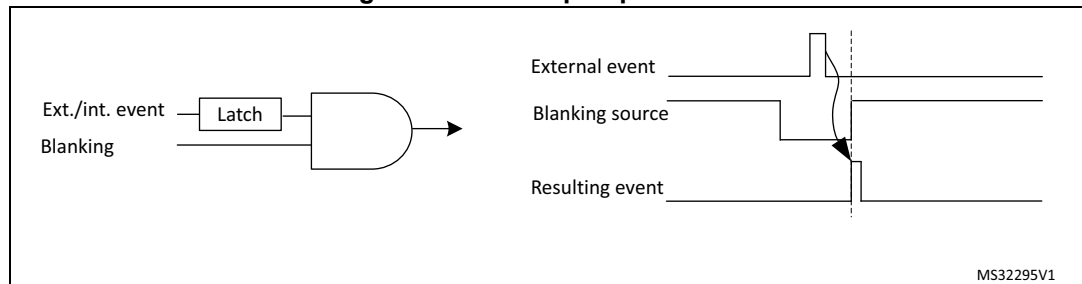 External event
Ext./int. event
Latch
Blanking source
Blanking
Resulting event
MS32295V1